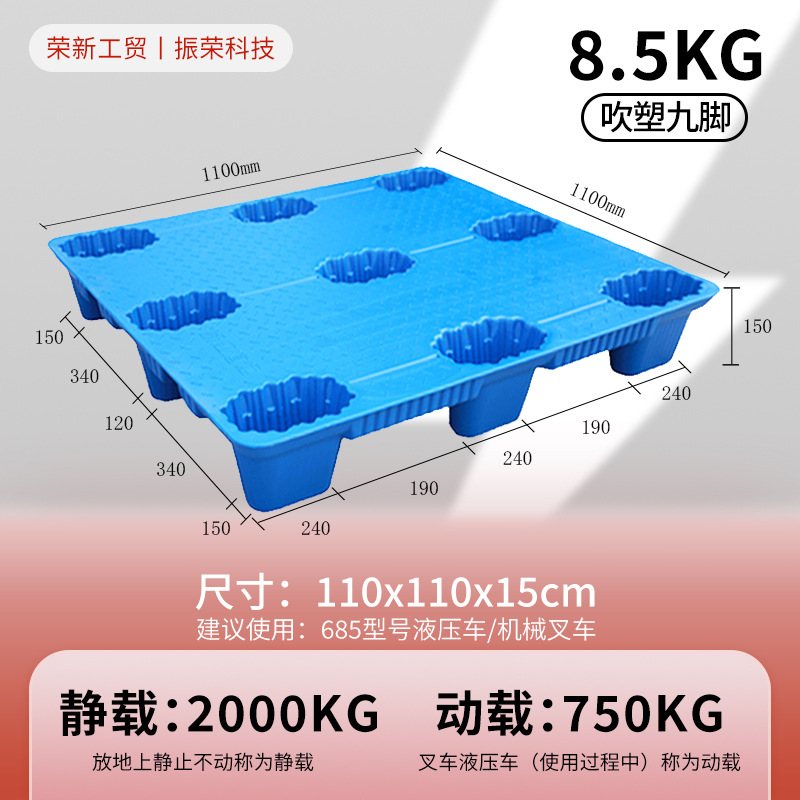 荣新工贸丨振荣科技
8.5KG
吹塑九脚
1100mm
1100mm
150
150
340
120
340
150
240
190
240
190
240
尺寸：110x110x15cm
建议使用：685型号液压车/机械叉车
静载：2000KG
动载：750KG
放地上静止不动称为静载
叉车液压车（使用过程中）称为动载